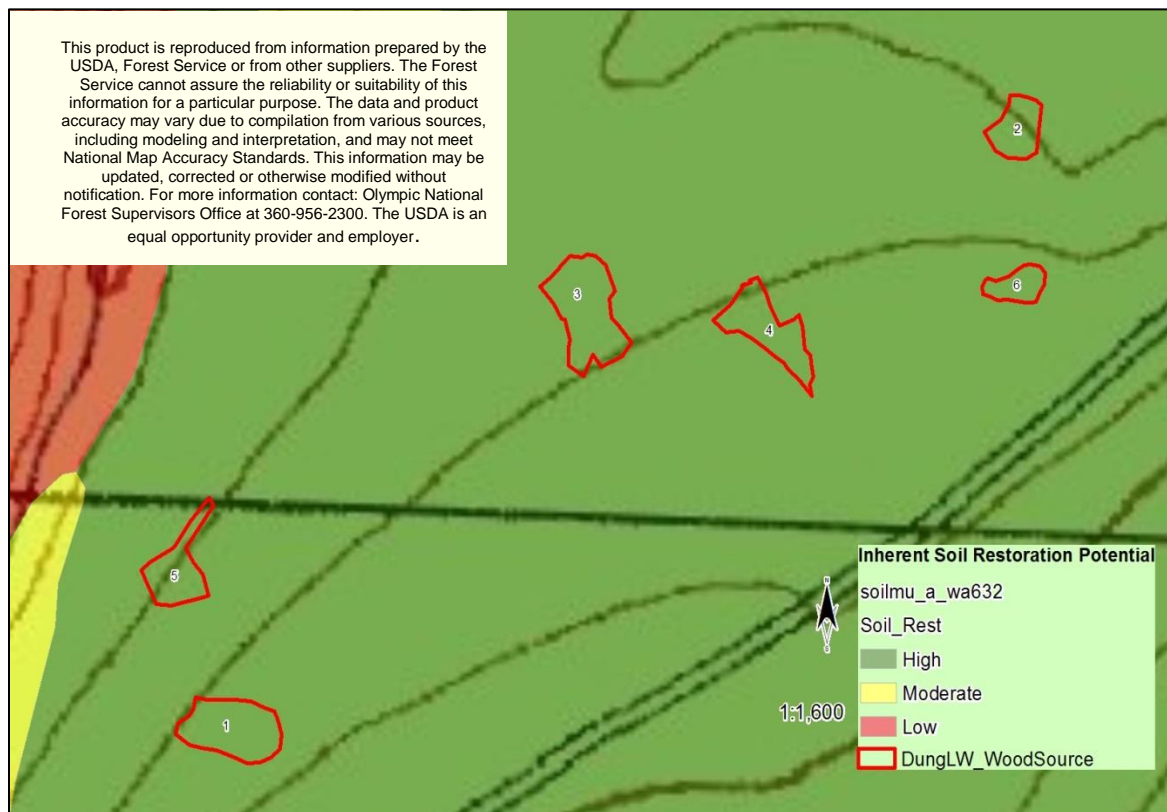 This product is reproduced from information prepared by the
USDA, Forest Service or from other suppliers. The Forest
Service cannot assure the reliability or suitability of this
information for a particular purpose. The data and product
accuracy may vary due to compilation from various sources,
including modeling and interpretation, and may not meet
National Map Accuracy Standards. This information may be
updated, corrected or otherwise modified without
notification. For more information contact: Olympic National
Forest Supervisors Office at 360-956-2300. The USDA is an
equal opportunity provider and employer.
2
6
3
4
5
1
N
S
1:1,600
Inherent Soil Restoration Potential
soilmu_a_wa632
Soil_Rest
High
Moderate
Low
DungLW_WoodSource